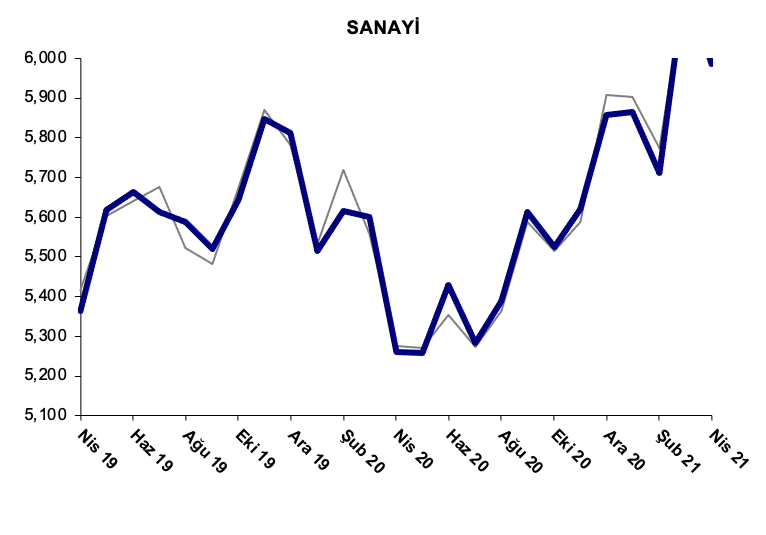 SANAYİ
6,000
5,900
5,800
5,700
5,600
5,500
5,400
5,300
5,200
5,100
Nis 19
Haz 19
Ağu 19
Eki 19
Ara 19
Şub 20
Nis 20
Haz 20
Ağu 20
Eki 20
Ara 20
Şub 21
Nis 21